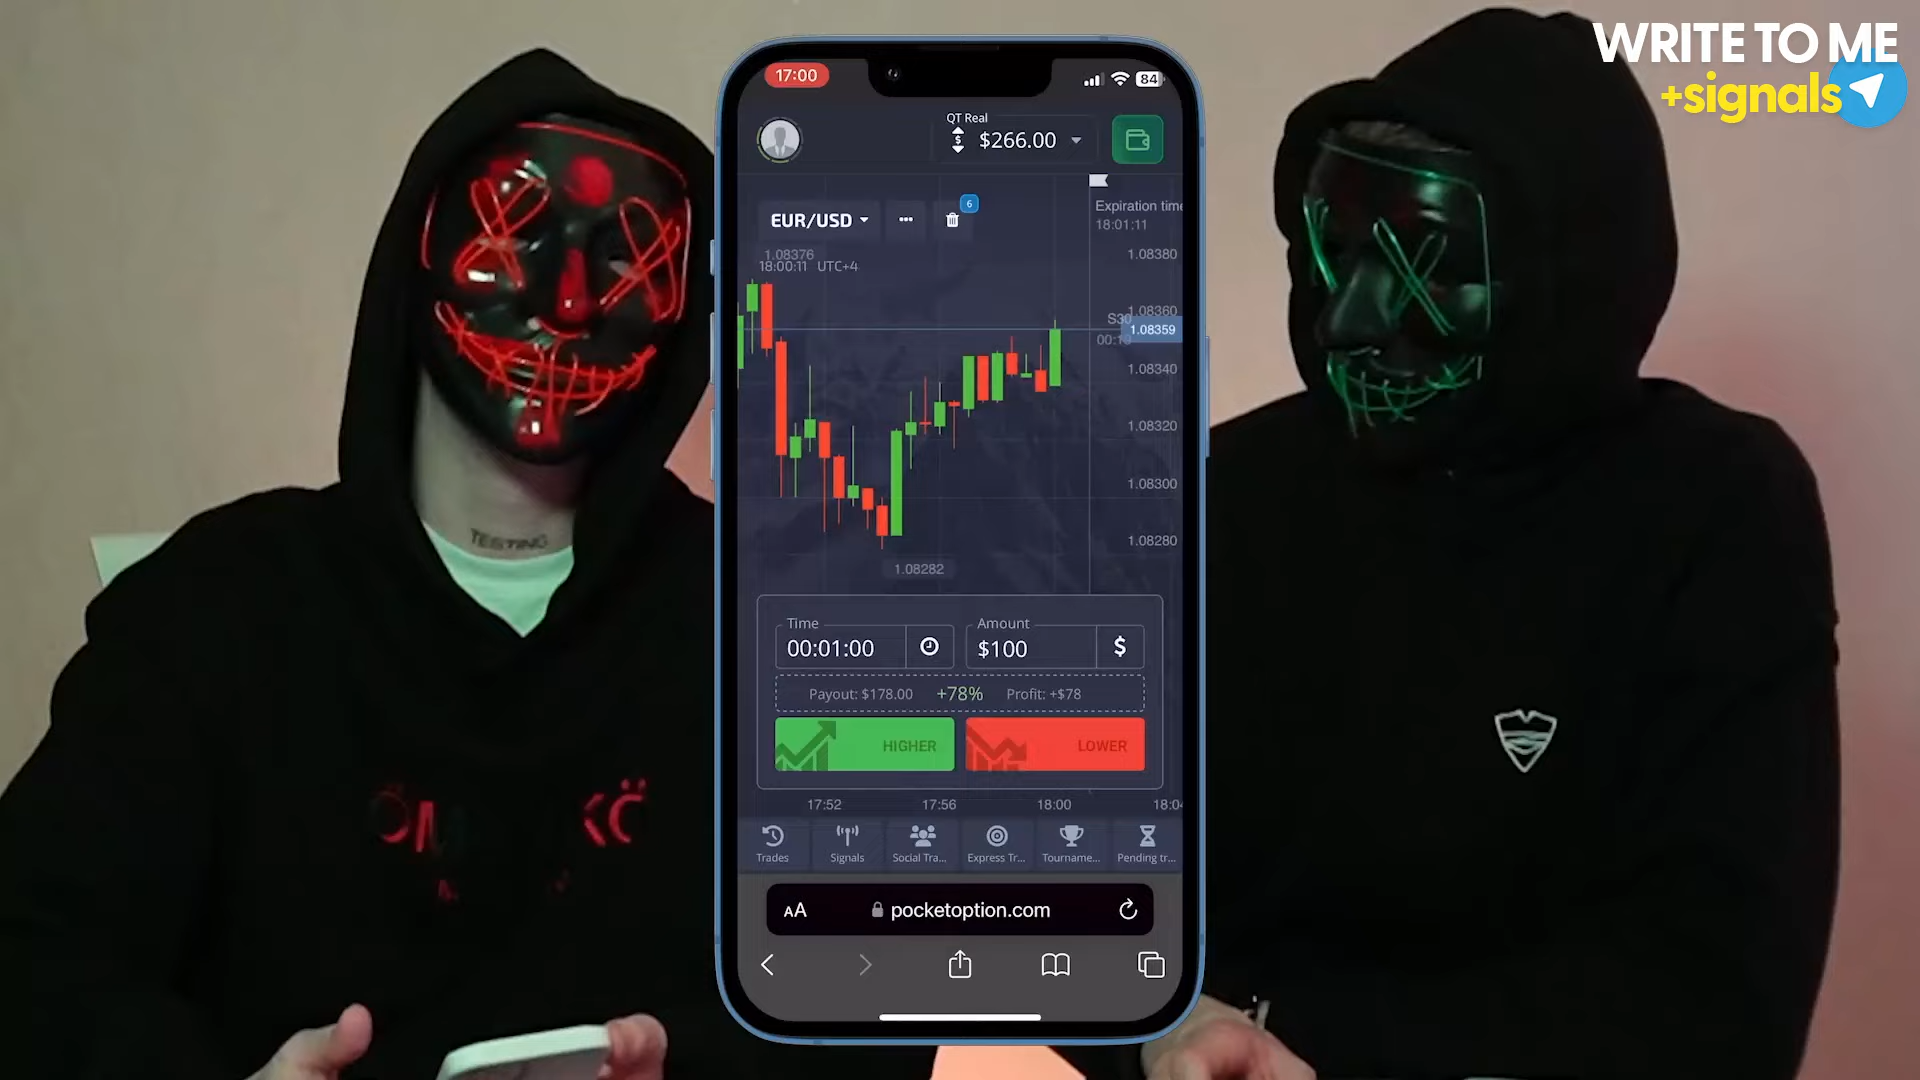 WRITE TO ME
+signals
17:00
84
QT Real
$266.00
EUR/USD
6
Expiration time
18:01:11
1.08376
18:00:11 UTC+4
1.08380
1.08360
S30
1.08359
1.08340
1.08320
1.08300
1.08280
1.08282
TESTING
Time
00:01:00
Amount
$100
$
Payout: $178.00
+78%
Profit: +$78
HIGHER
LOWER
17:52
17:56
18:00
18:04
Trades
Signals
Social Tra...
Express Tr...
Tourname...
Pending tr...
AA
pocketoption.com